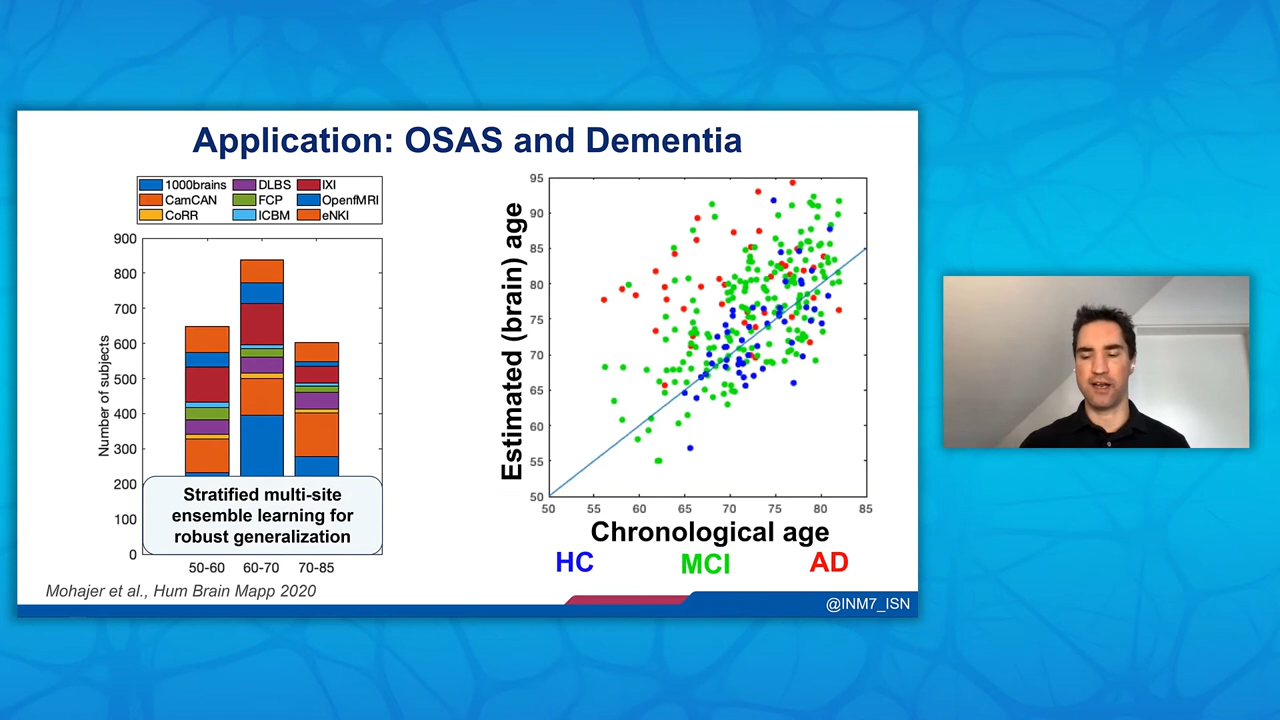 Application: OSAS and Dementia
1000brains DLBS IXI
CamCAN FCP OpenfMRI
CoRR ICBM eNKI
900
800
700
600
500
400
300
200
100
0
Number of subjects
50-60 60-70 70-85
Stratified multi-site
ensemble learning for
robust generalization
95
90
85
80
75
70
65
60
55
50
Estimated (brain) age
50 55 60 65 70 75 80 85
Chronological age
HC MCI AD
Mohajer et al., Hum Brain Mapp 2020
@INM7_ISN